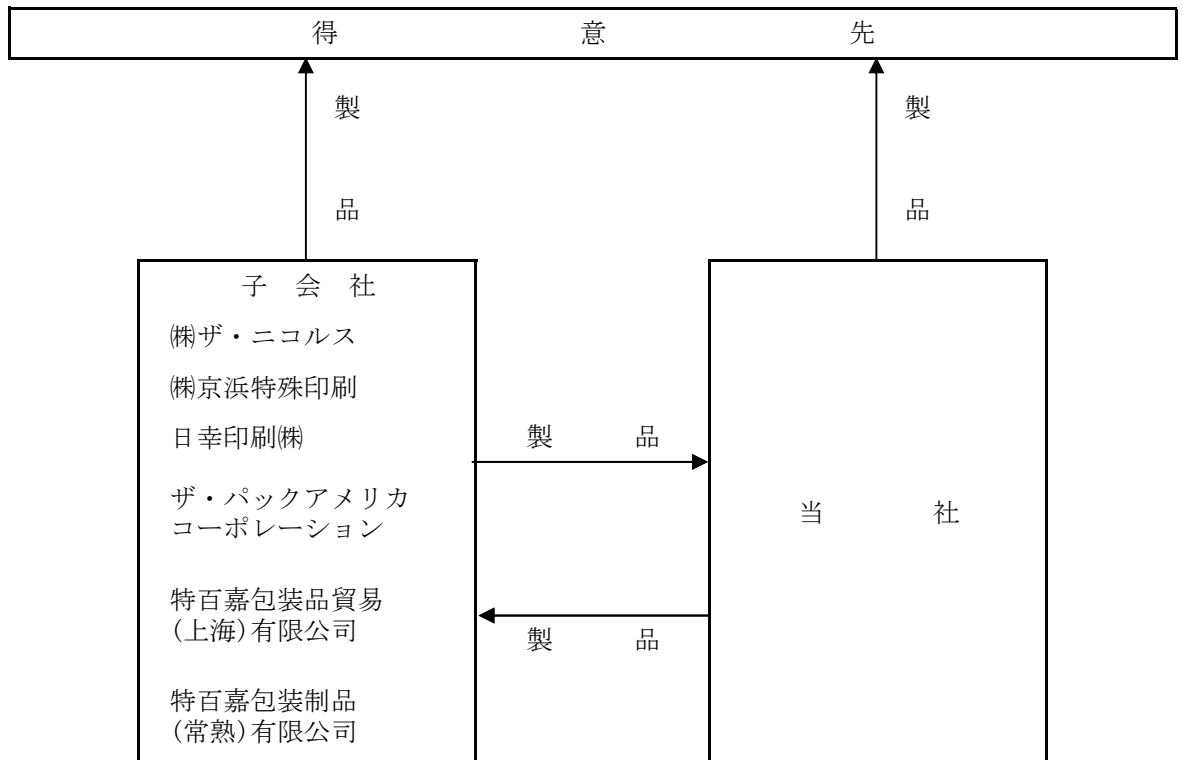 得意先
製品
製品
子会社
㈱ザ・ニコルス
㈱京浜特殊印刷
日幸印刷㈱
ザ・パックアメリカ
コーポレーション
特百嘉包装品貿易
(上海)有限公司
特百嘉包装制品
(常熟)有限公司
製品
製品
当社